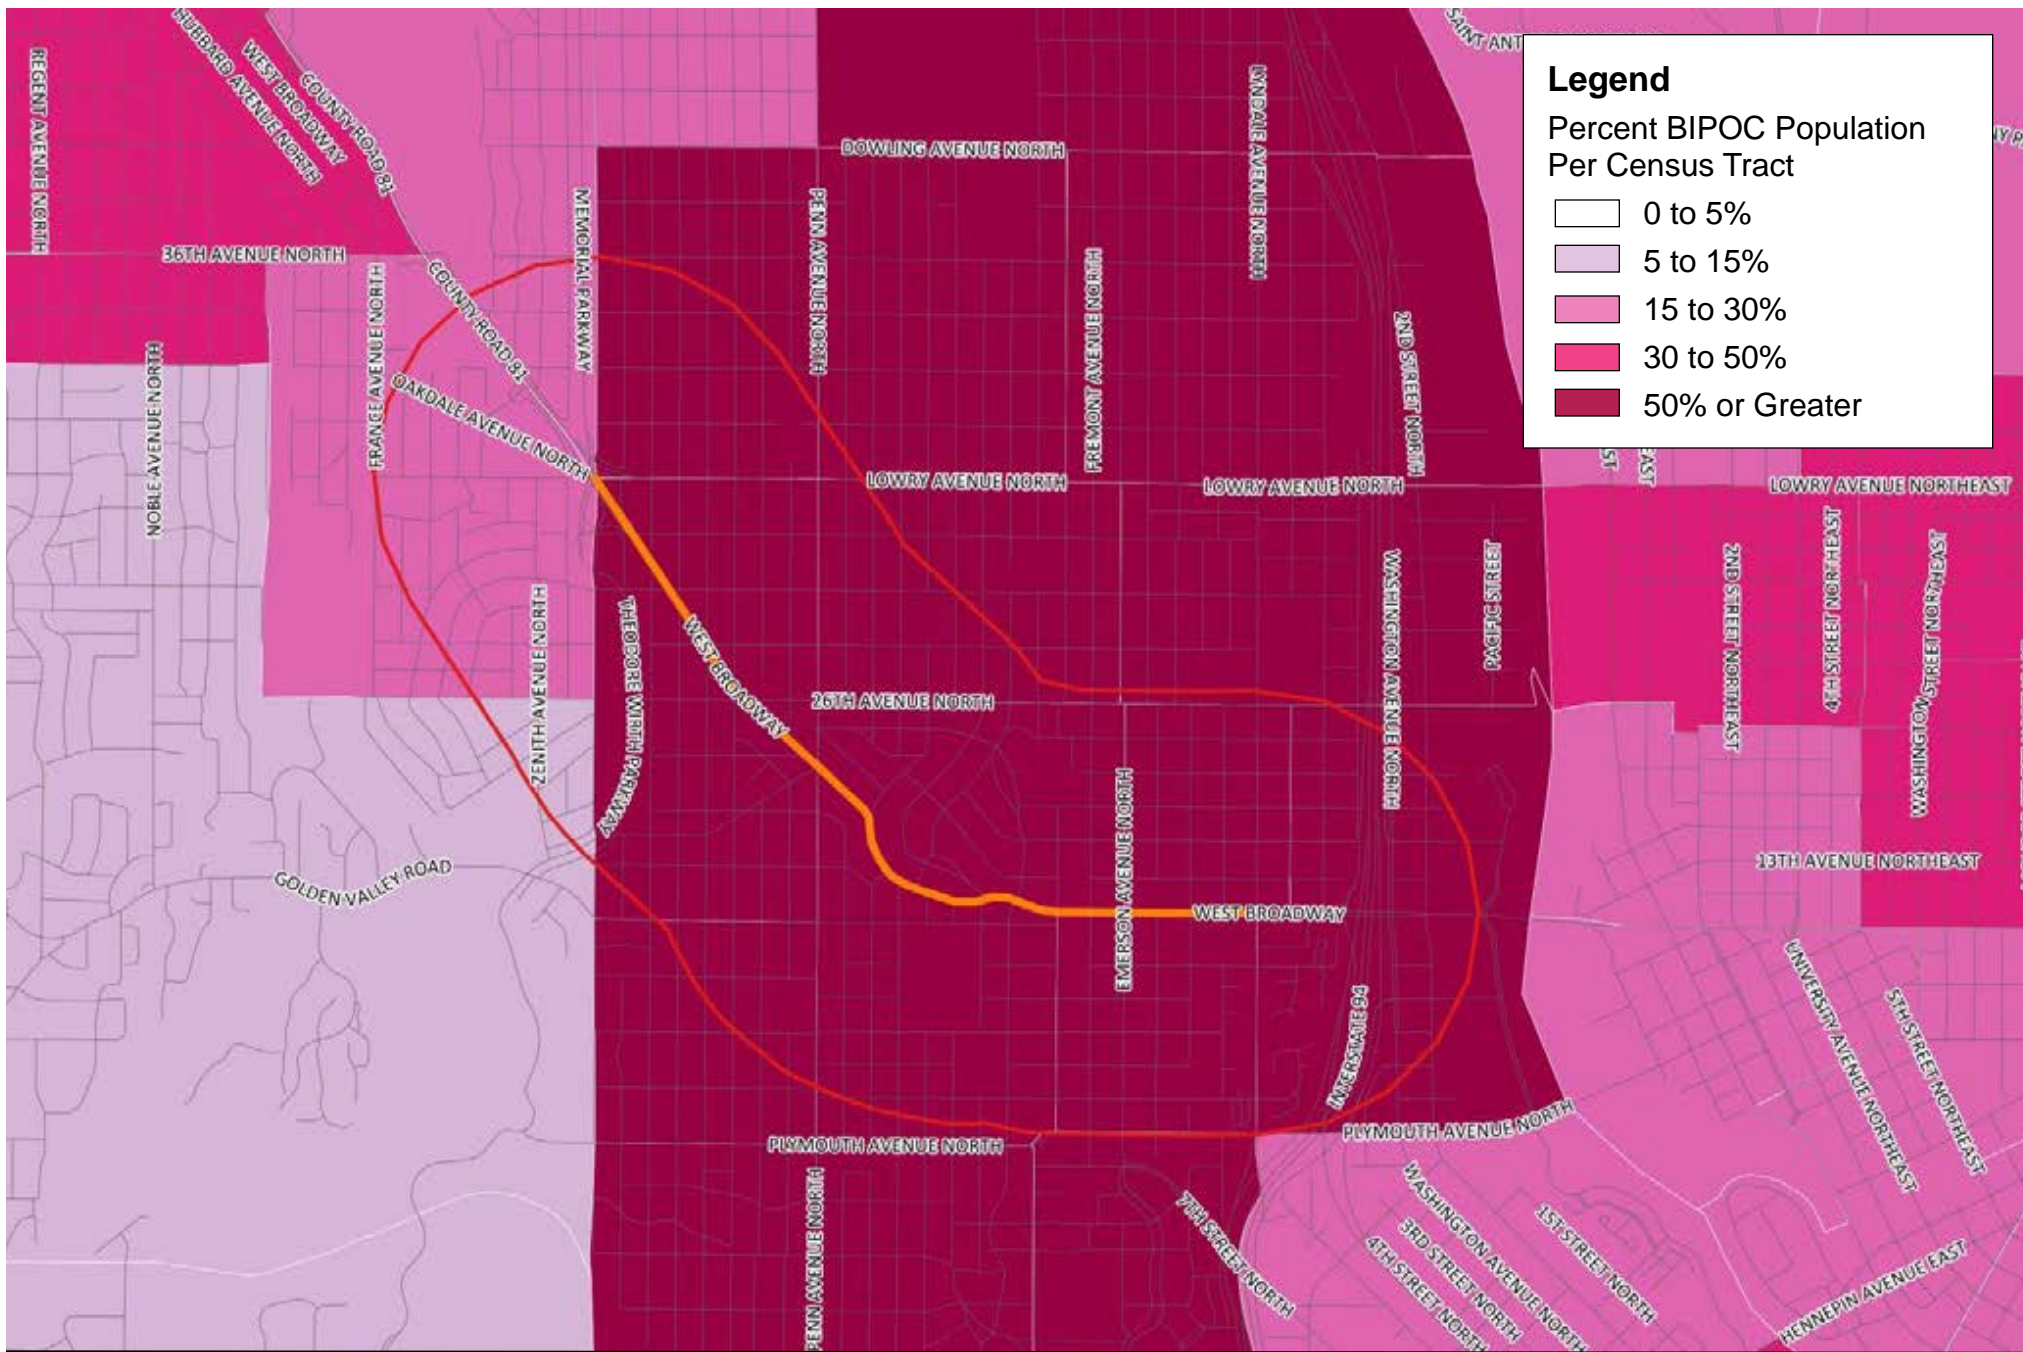 HUBBARD AVENUE NORTH
WEST BROADWAY
COUNTY ROAD 81
REGENT AVENUE NORTH
36TH AVENUE NORTH
SAINT ANT
Legend
Percent BIPOC Population
Per Census Tract
0 to 5%
5 to 15%
15 to 30%
30 to 50%
50% or Greater
DOWLING AVENUE NORTH
LYNDALE AVENUE NORTH
MEMORIAL PARKWAY
PENN AVENUE NORTH
FREMONT AVENUE NORTH
2ND STREET NORTH
FRANCE AVENUE NORTH
COUNTY ROAD 81
OAKDALE AVENUE NORTH
NOBLE AVENUE NORTH
LOWRY AVENUE NORTH
LOWRY AVENUE NORTH
ST
EAST
LOWRY AVENUE NORTHEAST
ZENITH AVENUE NORTH
THEODORE WIRTH PARKWAY
WEST BROADWAY
26TH AVENUE NORTH
WASHINGTON AVENUE NORTH
PACIFIC STREET
2ND STREET NORTHEAST
4TH STREET NORTHEAST
WASHINGTON STREET NORTHEAST
GOLDEN VALLEY ROAD
EMERSON AVENUE NORTH
WEST BROADWAY
13TH AVENUE NORTHEAST
INTERSTATE 94
UNIVERSITY AVENUE NORTHEAST
5TH STREET NORTHEAST
PLYMOUTH AVENUE NORTH
PLYMOUTH AVENUE NORTH
PENN AVENUE NORTH
7TH STREET NORTH
WASHINGTON AVENUE NORTH
3RD STREET NORTH
4TH STREET NORTH
1ST STREET NORTH
HENNEPIN AVENUE EAST